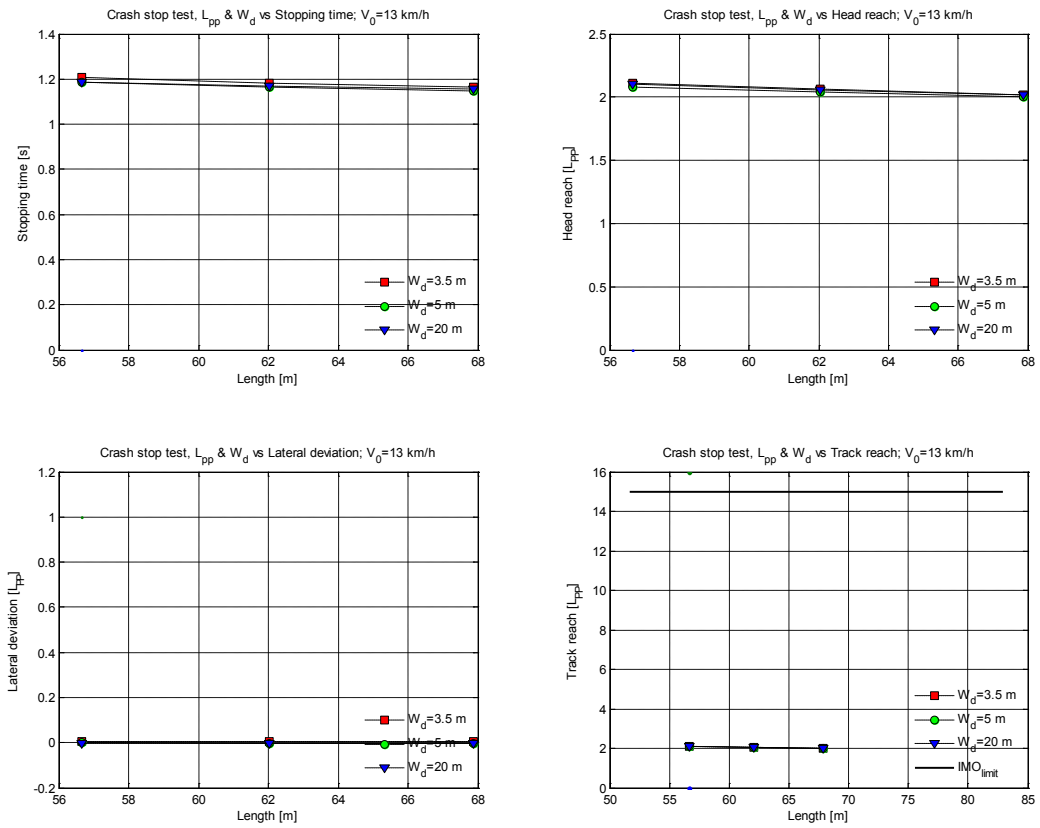 Crash stop test, L_pp & W_d vs Stopping time; V_0=13 km/h
1.4
1.2
1
0.8
0.6
0.4
0.2
0
Stopping time [s]
W_d=3.5 m
W_d=5 m
W_d=20 m
56 58 60 62 64 66 68
Length [m]
Crash stop test, L_pp & W_d vs Head reach; V_0=13 km/h
2.5
2
1.5
1
0.5
0
Head reach [L_pp]
W_d=3.5 m
W_d=5 m
W_d=20 m
56 58 60 62 64 66 68
Length [m]
Crash stop test, L_pp & W_d vs Lateral deviation; V_0=13 km/h
1.2
1
0.8
0.6
0.4
0.2
0
-0.2
Lateral deviation [L_pp]
W_d=3.5 m
W_d=5 m
W_d=20 m
56 58 60 62 64 66 68
Length [m]
Crash stop test, L_pp & W_d vs Track reach; V_0=13 km/h
16
14
12
10
8
6
4
2
0
Track reach [L_pp]
W_d=3.5 m
W_d=5 m
W_d=20 m
IMO_limit
50 55 60 65 70 75 80 85
Length [m]